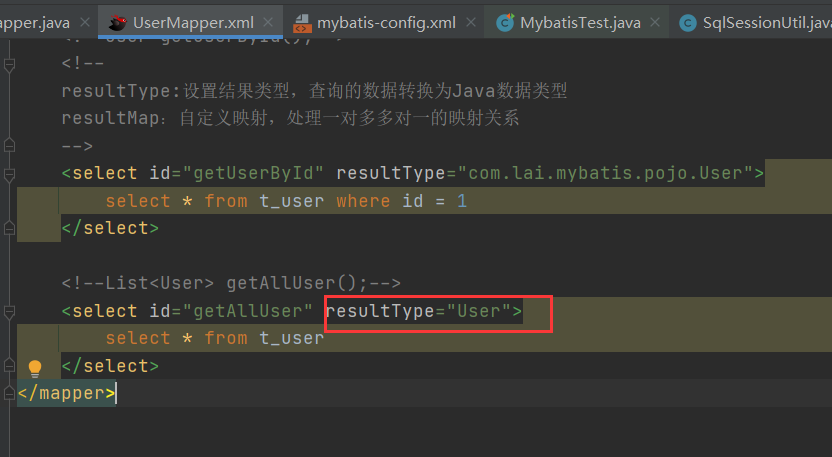 apper.java UserMapper.xml mybatis-config.xml MybatisTest.java SqlSessionUtil.java
<!--
resultType:设置结果类型，查询的数据转换为Java数据类型
resultMap：自定义映射，处理一对多多对一的映射关系
-->
<select id="getUserById" resultType="com.lai.mybatis.pojo.User">
select * from t_user where id = 1
</select>
<!--List<User> getAllUser();-->
<select id="getAllUser" resultType="User">
select * from t_user
</select>
</mapper>